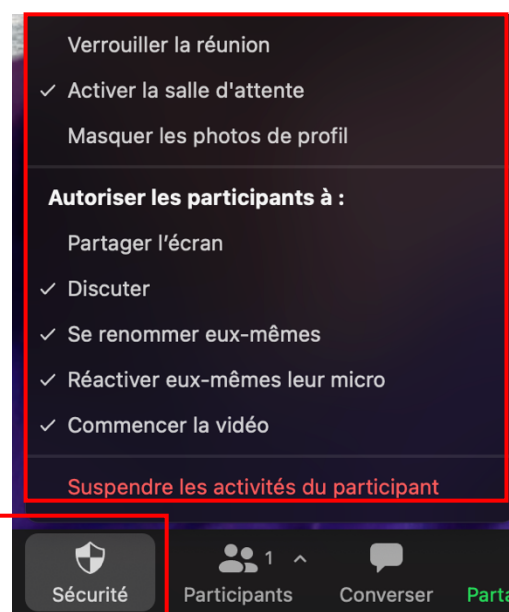 Verrouiller la réunion
✓ Activer la salle d'attente
Masquer les photos de profil
Autoriser les participants à :
Partager l’écran
✓ Discuter
✓ Se renommer eux-mêmes
✓ Réactiver eux-mêmes leur micro
✓ Commencer la vidéo
Suspendre les activités du participant
1
Sécurité Participants Converser